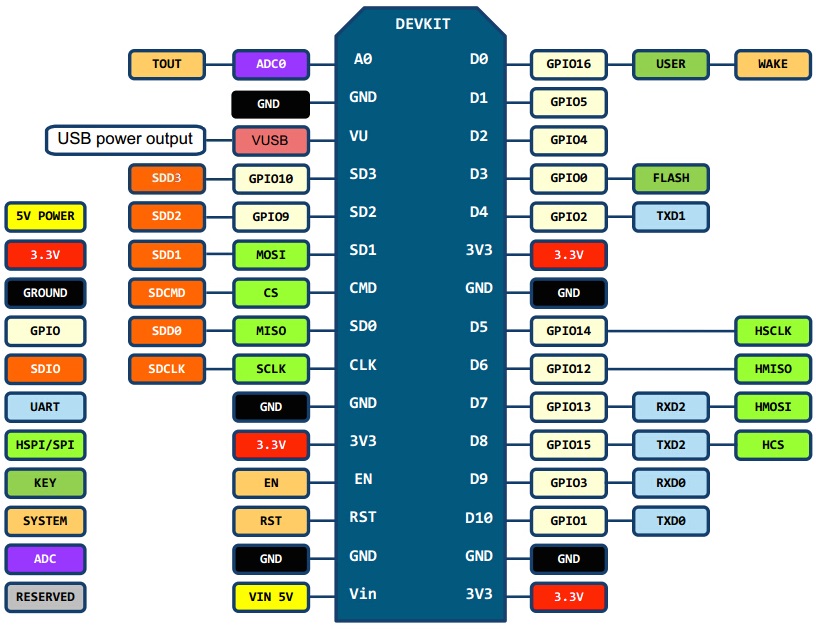 DEVKIT
TOUT ADC0 A0 D0 GPIO16 USER WAKE
GND GND D1 GPIO5
USB power output VUSB VU D2 GPIO4
SDD3 GPIO10 SD3 D3 GPIO0 FLASH
5V POWER SDD2 GPIO9 SD2 D4 GPIO2 TXD1
3.3V SDD1 MOSI SD1 3V3 3.3V
GROUND SDCMD CS CMD GND GND
GPIO SDD0 MISO SD0 D5 GPIO14 HSCLK
SDIO SDCLK SCLK CLK D6 GPIO12 HMISO
UART GND GND D7 GPIO13 RXD2 HMOSI
HSPI/SPI 3.3V 3V3 D8 GPIO15 TXD2 HCS
KEY EN EN D9 GPIO3 RXD0
SYSTEM RST RST D10 GPIO1 TXD0
ADC GND GND GND GND
RESERVED VIN 5V Vin 3V3 3.3V